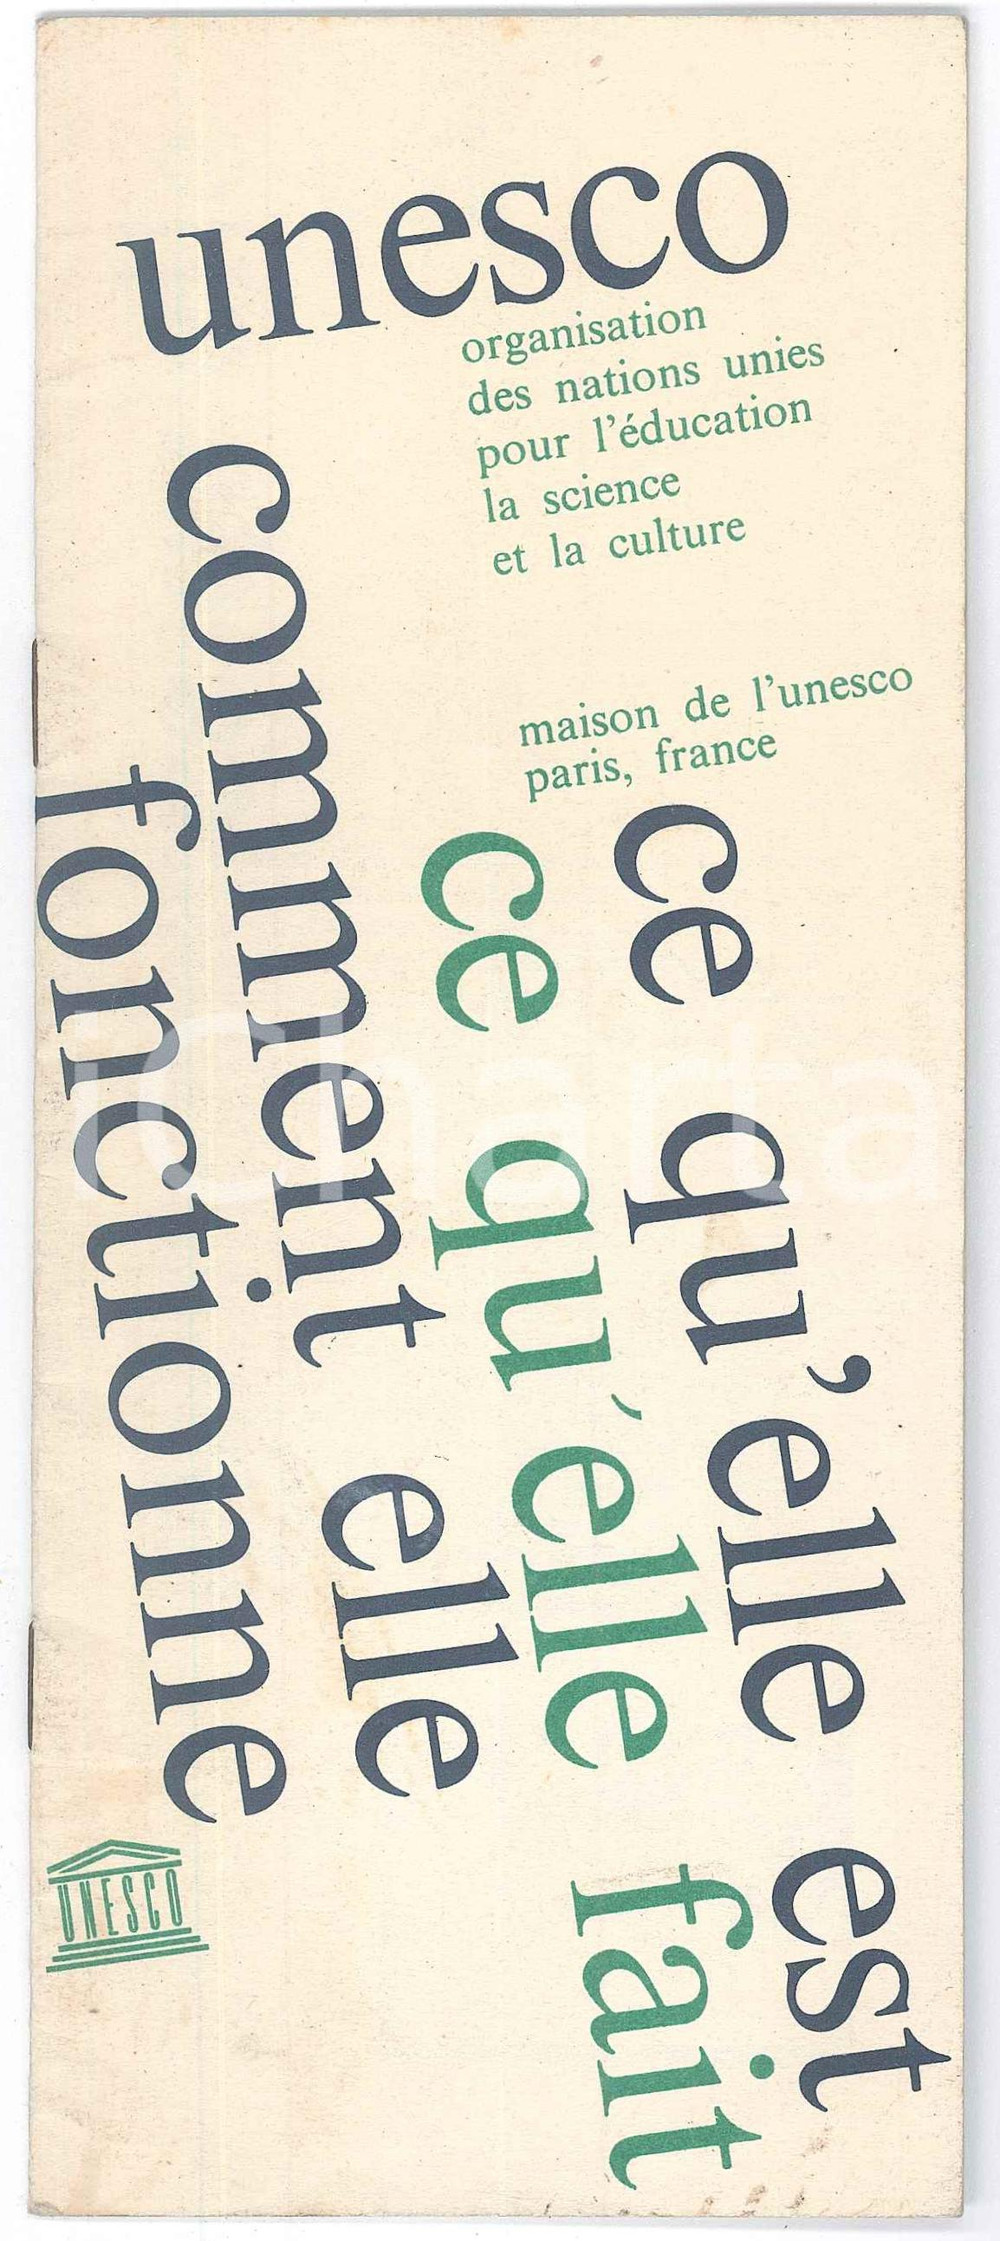 unesco
organisation
des nations unies
pour l'éducation
la science
et la culture
maison de l'unesco
paris, france
ce qu'elle est
ce qu'elle fait
comment elle
fonctionne
UNESCO
iCharta